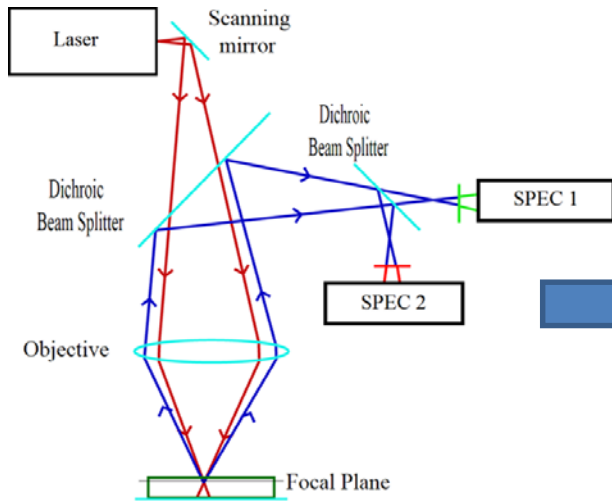 Laser
Scanning
mirror
Dichroic
Beam Splitter
Dichroic
Beam Splitter
SPEC 1
SPEC 2
Objective
Focal Plane